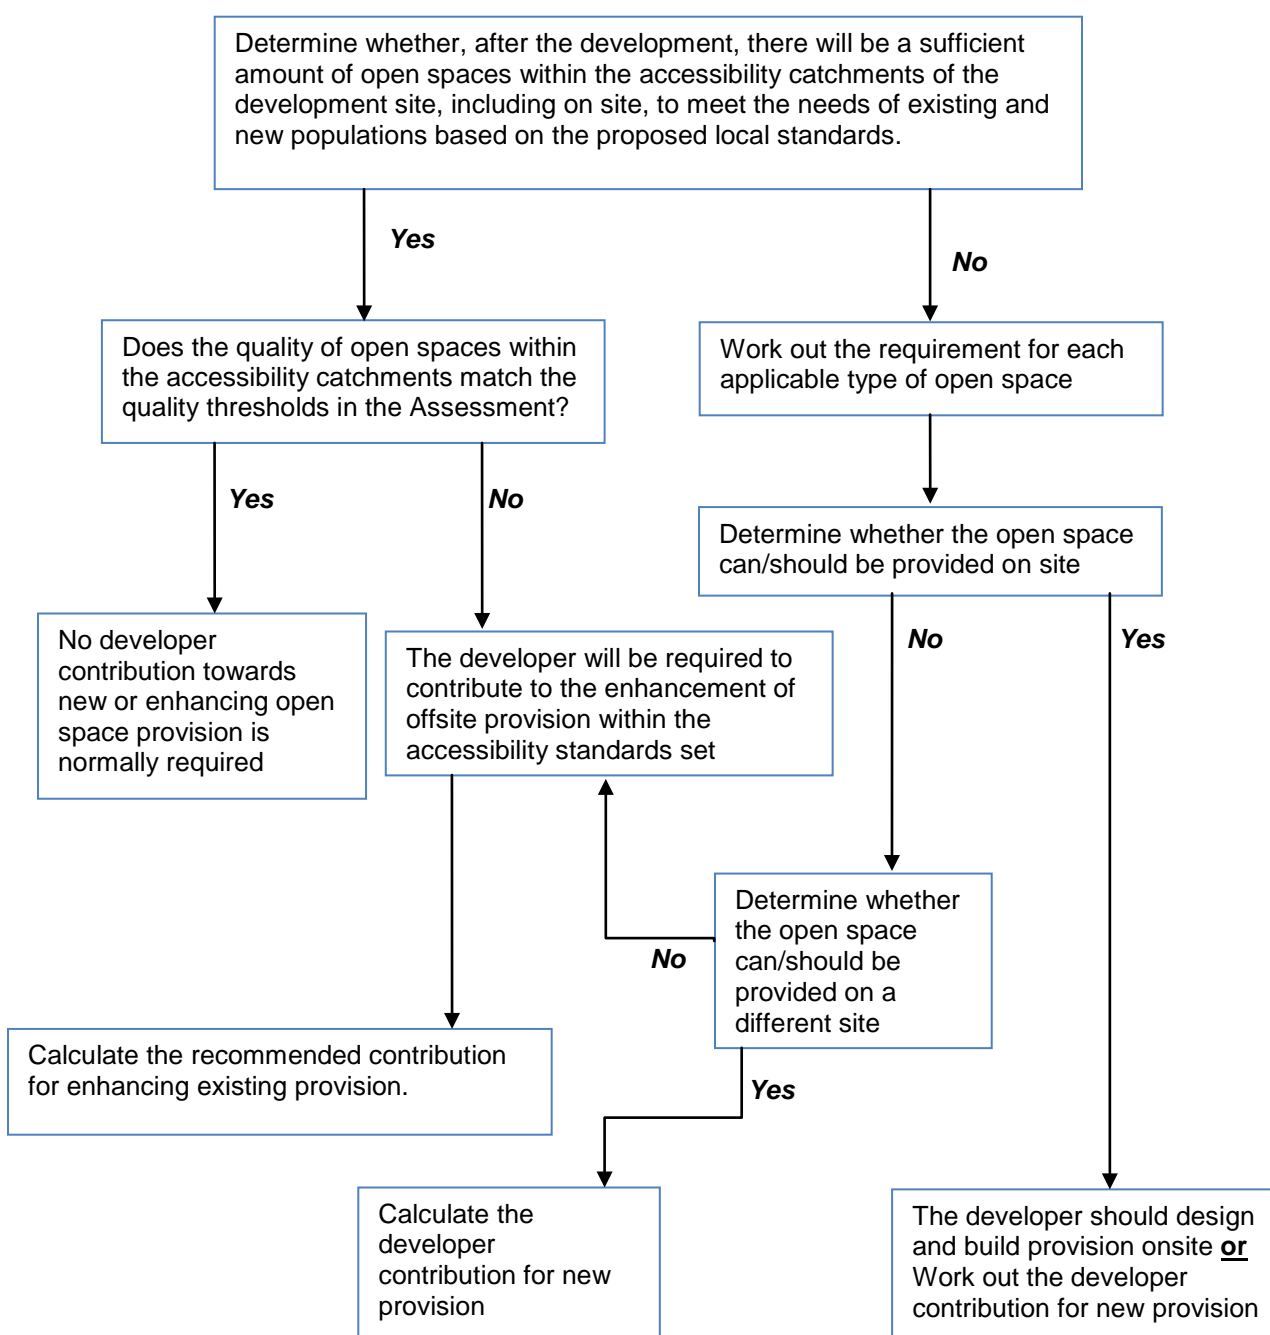 Determine whether, after the development, there will be a sufficient
amount of open spaces within the accessibility catchments of the
development site, including on site, to meet the needs of existing and
new populations based on the proposed local standards.
Yes
No
Does the quality of open spaces within
the accessibility catchments match the
quality thresholds in the Assessment?
Work out the requirement for each
applicable type of open space
Yes
No
Determine whether the open space
can/should be provided on site
No developer
contribution towards
new or enhancing open
space provision is
normally required
The developer will be required to
contribute to the enhancement of
offsite provision within the
accessibility standards set
No
Yes
Determine whether
the open space
can/should be
provided on a
different site
No
Calculate the recommended contribution
for enhancing existing provision.
Yes
Calculate the
developer
contribution for new
provision
The developer should design
and build provision onsite or
Work out the developer
contribution for new provision